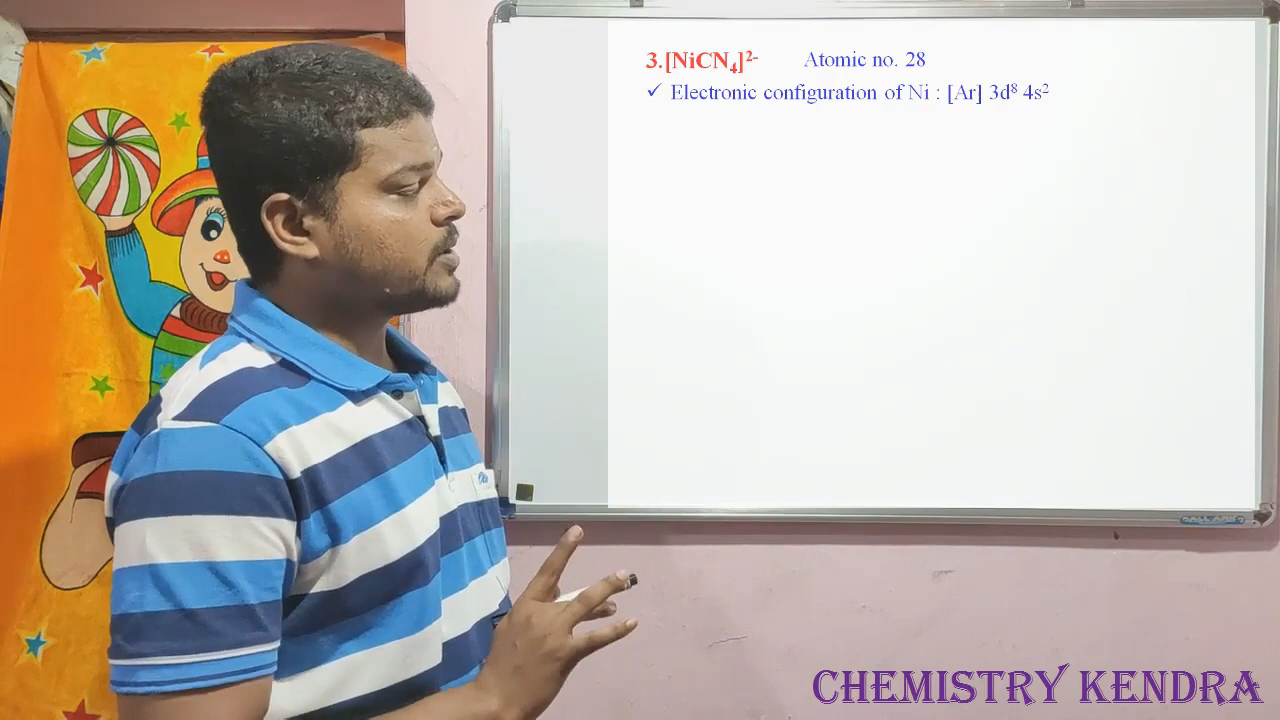 3.[NiCN₄]²⁻ Atomic no. 28
✓ Electronic configuration of Ni : [Ar] 3d⁸ 4s²
CHEMISTRY KENDRA